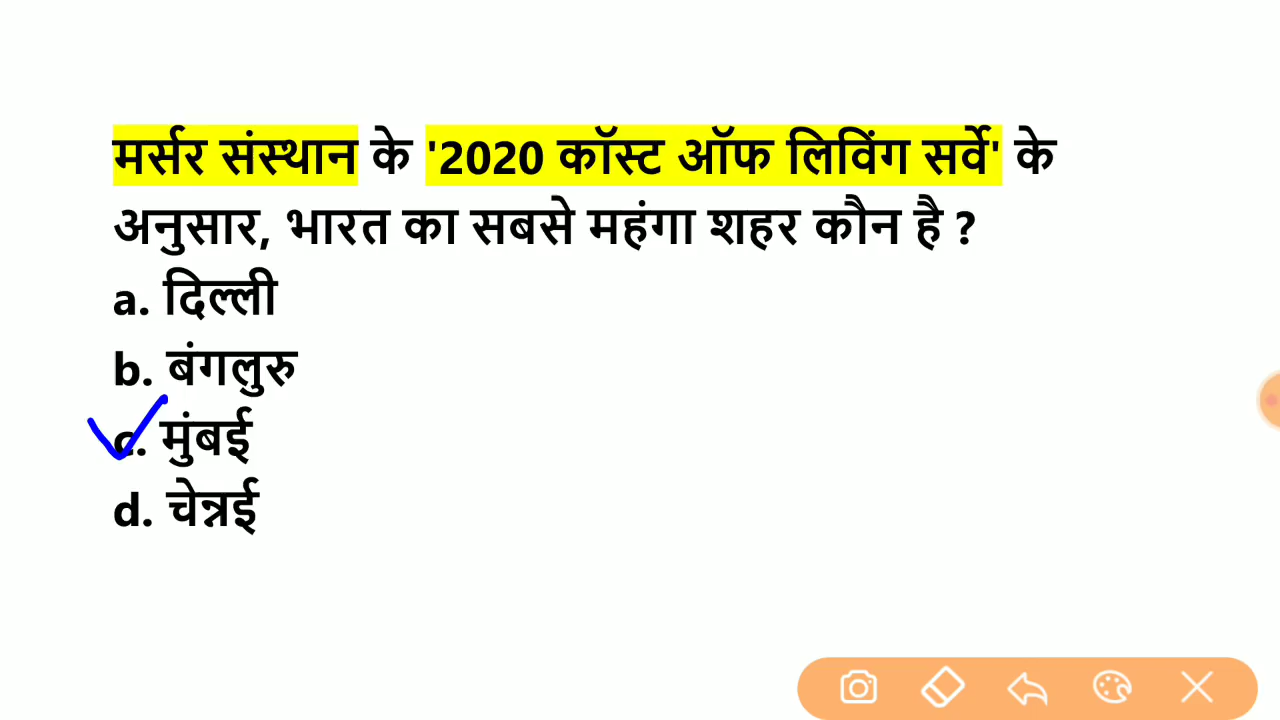 मर्सर संस्थान के '2020 कॉस्ट ऑफ लिविंग सर्वे' के
अनुसार, भारत का सबसे महंगा शहर कौन है ?
a. दिल्ली
b. बंगलुरु
c. मुंबई
d. चेन्नई